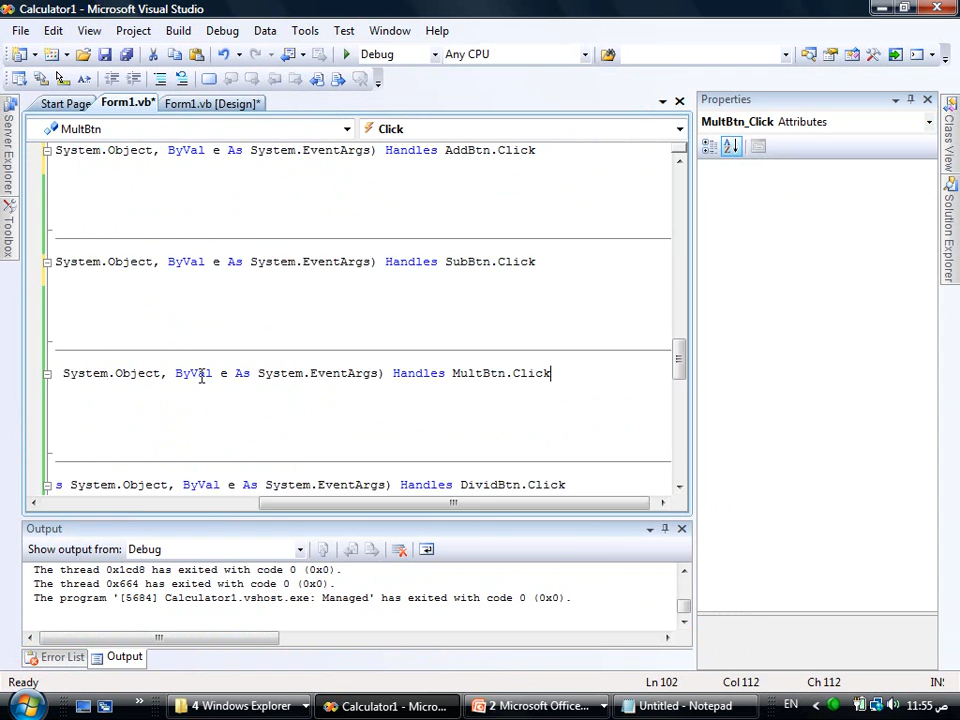 Calculator1 - Microsoft Visual Studio
File Edit View Project Build Debug Data Tools Test Window Help
Debug Any CPU
Start Page Form1.vb* Form1.vb [Design]*
MultBtn Click
System.Object, ByVal e As System.EventArgs) Handles AddBtn.Click
System.Object, ByVal e As System.EventArgs) Handles SubBtn.Click
System.Object, ByVal e As System.EventArgs) Handles MultBtn.Click
s System.Object, ByVal e As System.EventArgs) Handles DividBtn.Click
Server Explorer
Toolbox
Properties
MultBtn_Click Attributes
Class View
Solution Explorer
Output
Show output from: Debug
The thread 0x1cd8 has exited with code 0 (0x0).
The thread 0x664 has exited with code 0 (0x0).
The program '[5684] Calculator1.vshost.exe: Managed' has exited with code 0 (0x0).
Error List Output
Ready Ln 102 Col 112 Ch 112 INS
4 Windows Explorer Calculator1 - Micro... 2 Microsoft Office... Untitled - Notepad EN 11:55 ص